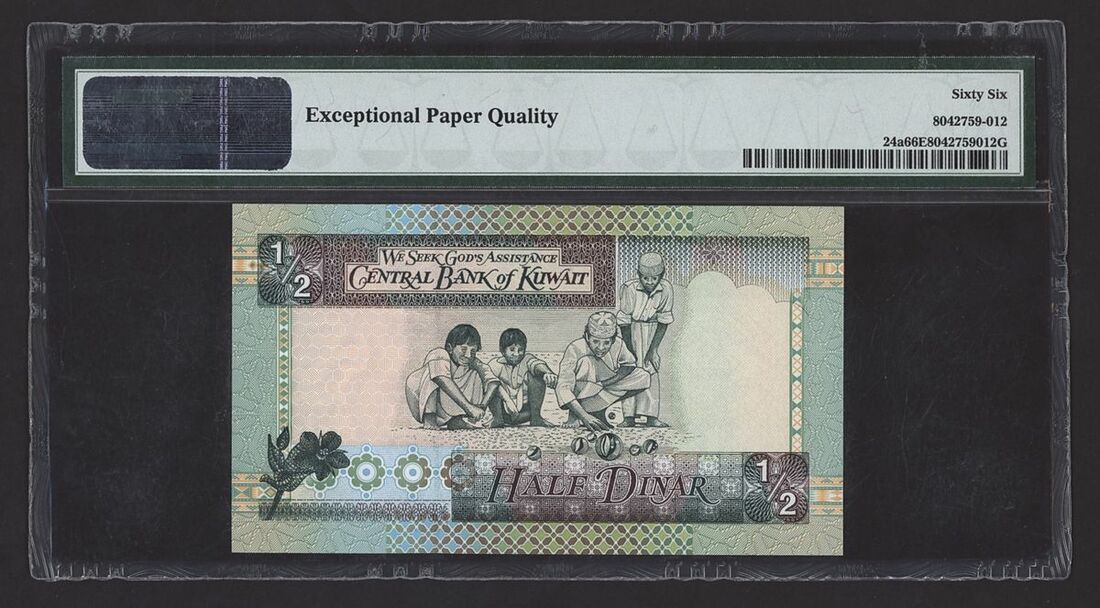 Exceptional Paper Quality
Sixty Six
8042759-012
24a66E8042759012G
1/2
WE SEEK GOD'S ASSISTANCE
CENTRAL BANK of KUWAIT
HALF DINAR
1/2